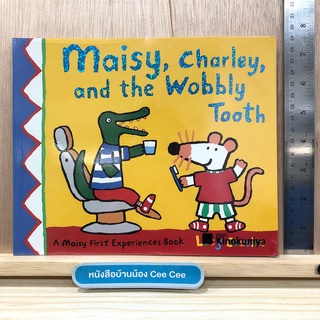 Maisy, Charley,
and the Wobbly
Tooth
A Maisy First Experiences Book
Kinokuniya
หนังสือบ้านน้อง Cee Cee